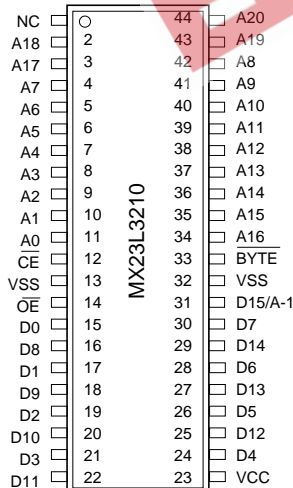 NC 44 A20
A18 2 43 A19
A17 3 42 A8
A7 4 41 A9
A6 5 40 A10
A5 6 39 A11
A4 7 38 A12
A3 8 37 A13
A2 9 36 A14
A1 10 35 A15
A0 11 34 A16
CE 12 33 BYTE
VSS 13 32 VSS
OE 14 31 D15/A-1
D0 15 30 D7
D8 16 29 D14
D1 17 28 D6
D9 18 27 D13
D2 19 26 D5
D10 20 25 D12
D3 21 24 D4
D11 22 23 VCC
MX23L3210